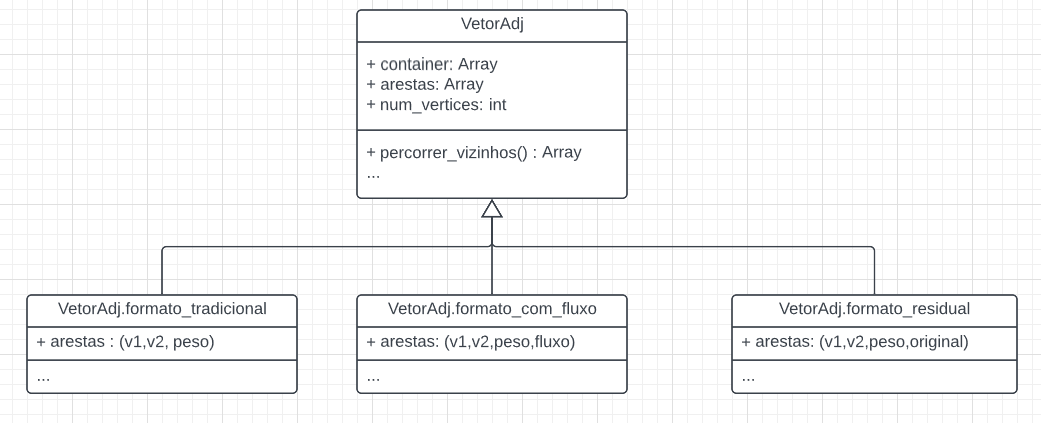 VetorAdj
+ container: Array
+ arestas: Array
+ num_vertices: int
+ percorrer_vizinhos() : Array
...
VetorAdj.formato_tradicional
+ arestas : (v1,v2, peso)
...
VetorAdj.formato_com_fluxo
+ arestas: (v1,v2,peso,fluxo)
...
VetorAdj.formato_residual
+ arestas: (v1,v2,peso,original)
...